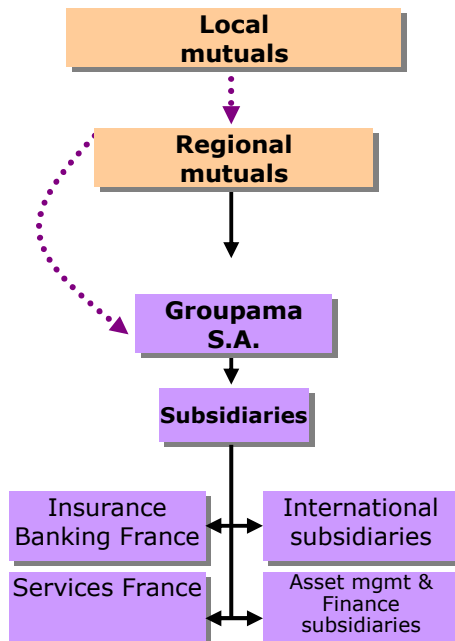 Local
mutuals
Regional
mutuals
Groupama
S.A.
Subsidiaries
Insurance
Banking France
International
subsidiaries
Services France
Asset mgmt &
Finance
subsidiaries